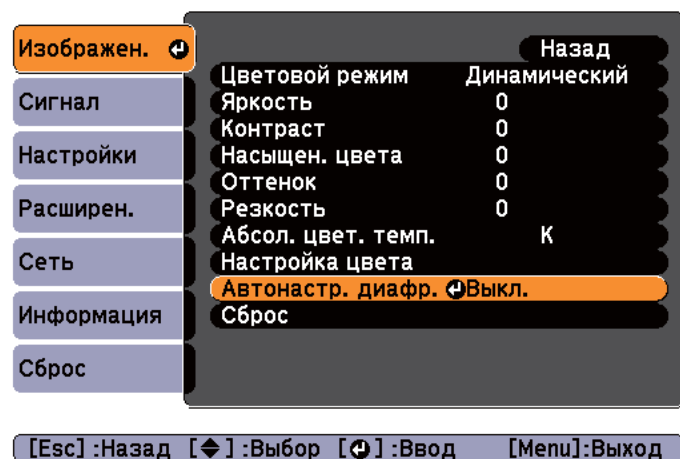 Изображен.
Сигнал
Настройки
Расширен.
Сеть
Информация
Сброс
Назад
Цветовой режим Динамический
Яркость 0
Контраст 0
Насыщен. цвета 0
Оттенок 0
Резкость 0
Абсол. цвет. темп. K
Настройка цвета
Автонастр. диафр. Выкл.
Сброс
[Esc] :Назад [ ] :Выбор [ ] :Ввод [Menu]:Выход